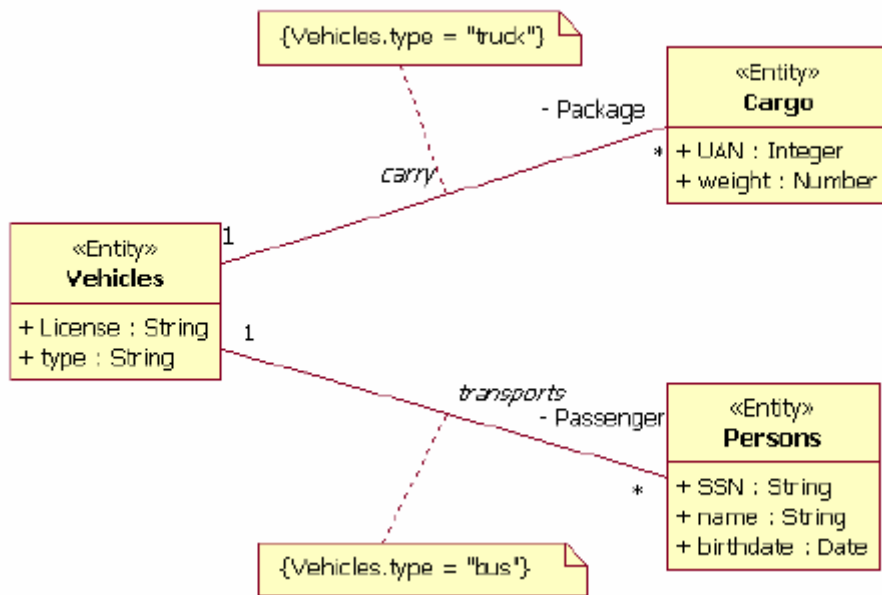 {Vehicles.type = "truck"}
«Entity»
Cargo
+ UAN : Integer
+ weight : Number
- Package
*
carry
1
«Entity»
Vehicles
+ License : String
+ type : String
1
transports
- Passenger
*
«Entity»
Persons
+ SSN : String
+ name : String
+ birthdate : Date
{Vehicles.type = "bus"}